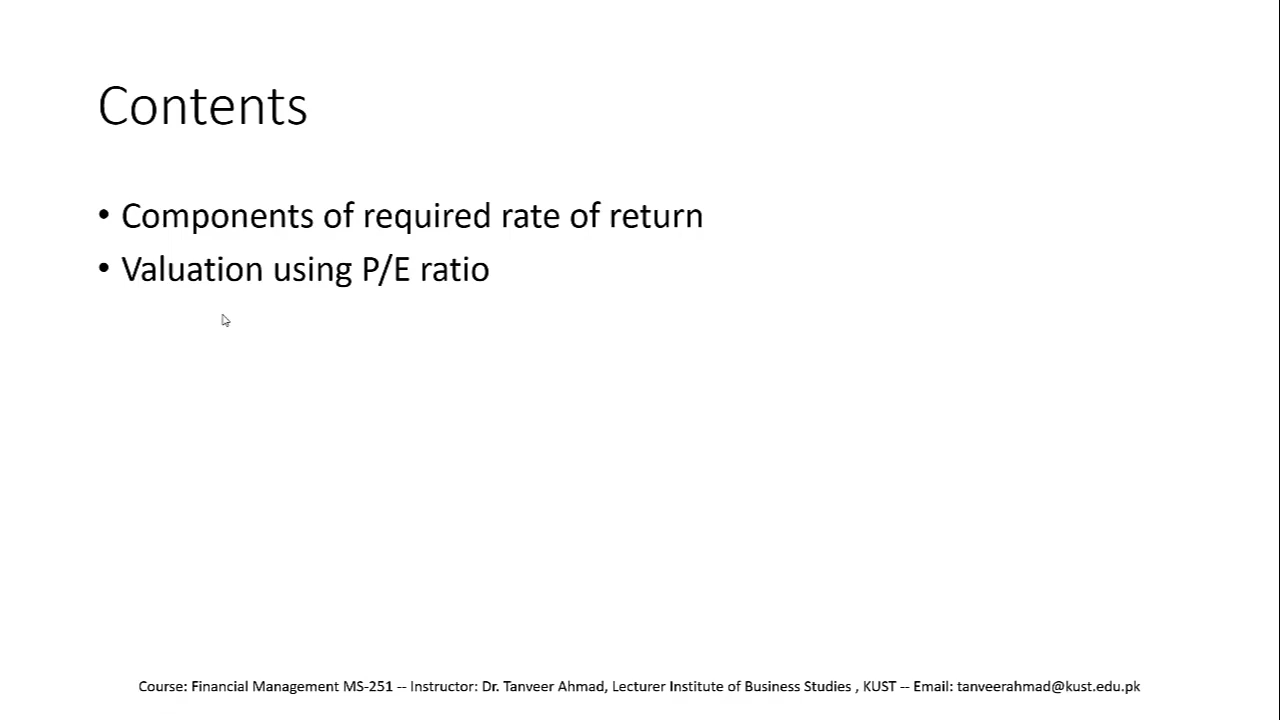 Contents
• Components of required rate of return
• Valuation using P/E ratio
Course: Financial Management MS-251 -- Instructor: Dr. Tanveer Ahmad, Lecturer Institute of Business Studies , KUST -- Email: tanveerahmad@kust.edu.pk